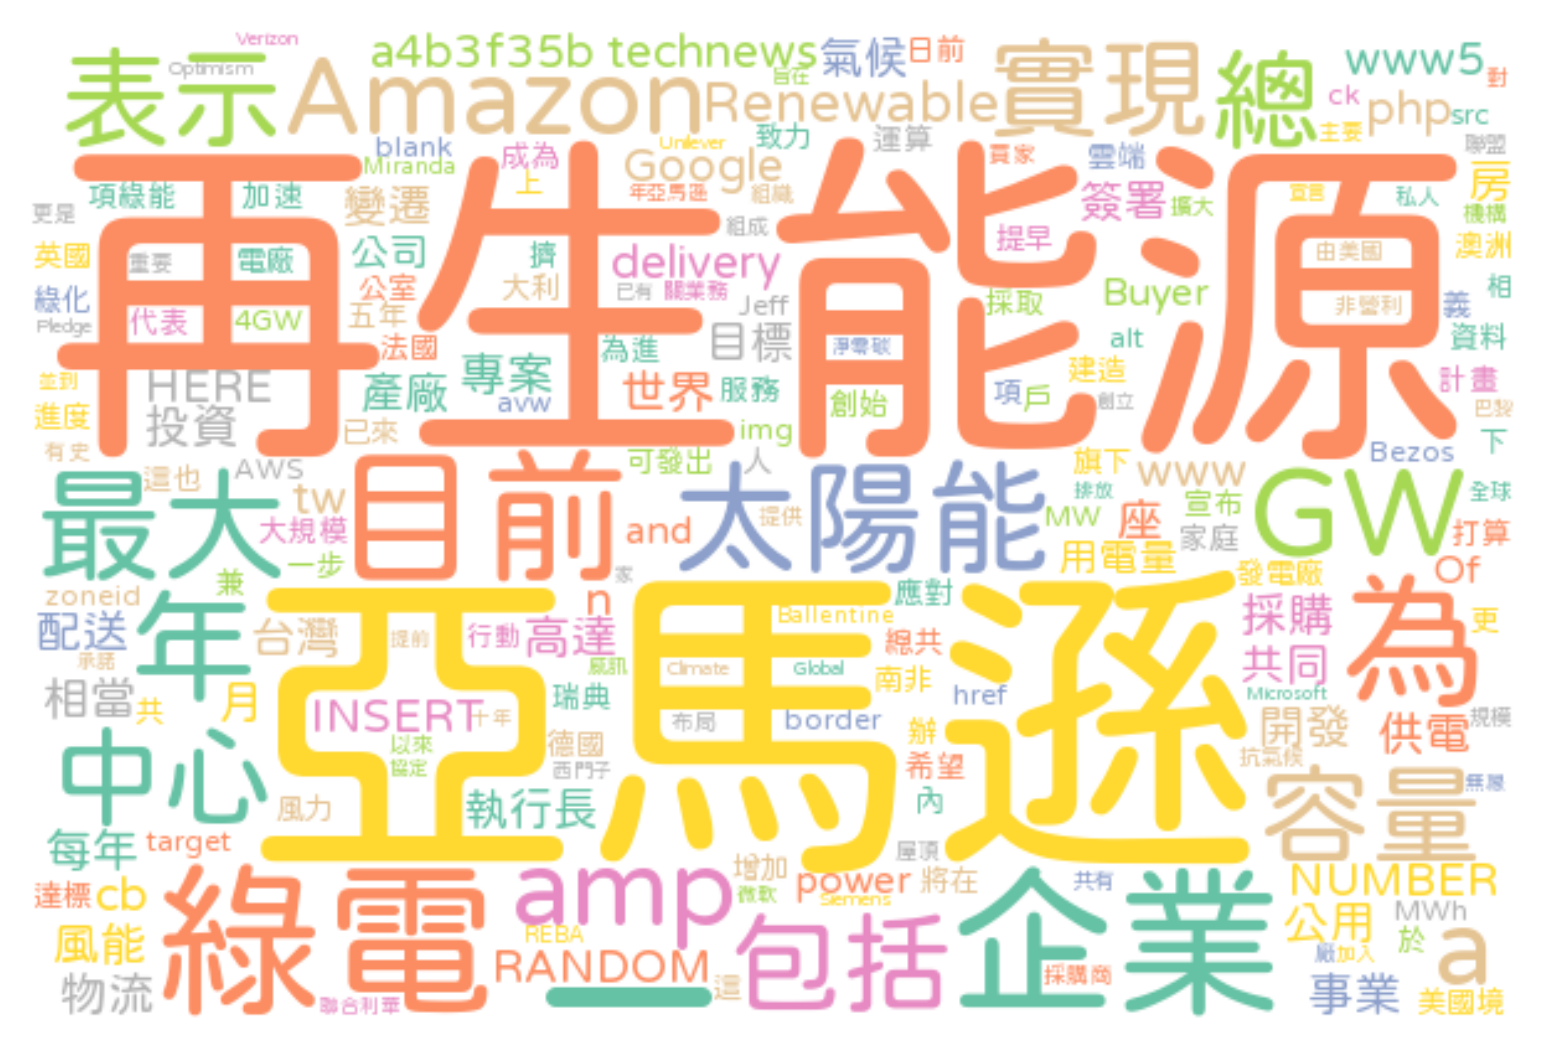 Verizon
表示
Optimism
a4b3f35b technews
氣候
日前
實現
總
www5
對
Amazon
旨在
Renewable
ck
php
src
主要
聯盟
blank
Miranda
成為
上
Unilever
Google
致力
運算
買家
雲端
房
再生能源
項綠能
加速
變遷
年亞馬遜
組織
簽署
擴大
宣言
私人
機構
更是
組成
提早
英國
重要
電廠
公司
擠
delivery
由美國
澳洲
公室
大利
已有
關業務
Jeff
採取
Buyer
非營利
相
綠化
義
Pledge
代表
4GW
五年
法國
為進
目標
淨零碳
alt
資料
並到
HERE
產廠
專案
世界
服務
創始
項
戶
建造
創立
計畫
進度
投資
avw
巴黎
已來
img
有史
這也
AWS
可發出
人
旗下
www
Bezos
下
最大
tw
目前
太陽能
排放
宣布
GW
全球
大規模
and
提供
MW
座
家庭
打算
一步
用電量
兼
家
發電廠
Of
zoneid
年
n
應對
為
配送
台灣
亞馬遜
提前
行動
高達
Ballentine
總共
採購
更
承諾
Climate
Global
南非
共同
相當
共
月
INSERT
十年
瑞典
布局
border
href
Microsoft
開發
供電
規模
以來
協定
德國
西門子
辦
希望
抗氣候
中心
風力
執行長
內
容量
每年
target
屋頂
達標
cb
綠電
amp
增加
微軟
power
Siemens
將在
共有
企業
NUMBER
MWh
風能
REBA
包括
公用
於
a
物流
RANDOM
一
這
採購商
廠
加入
聯合利華
事業
美國境